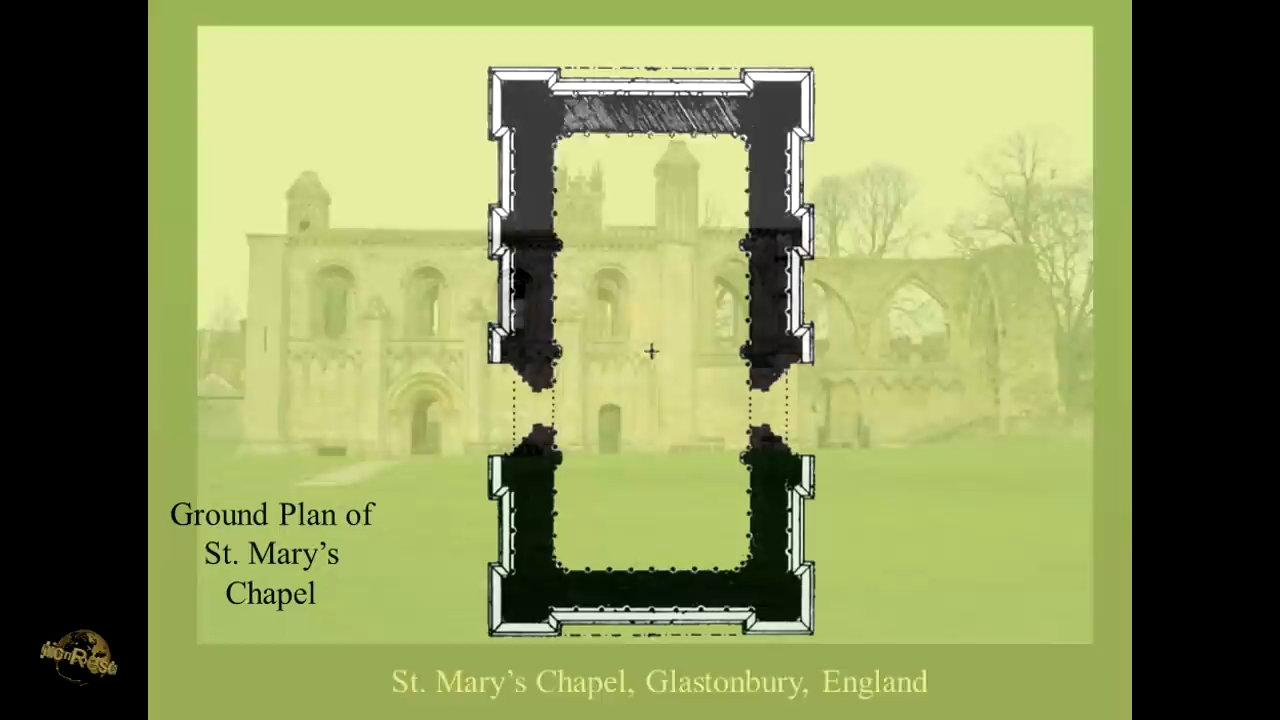 Ground Plan of
St. Mary’s
Chapel
St. Mary’s Chapel, Glastonbury, England